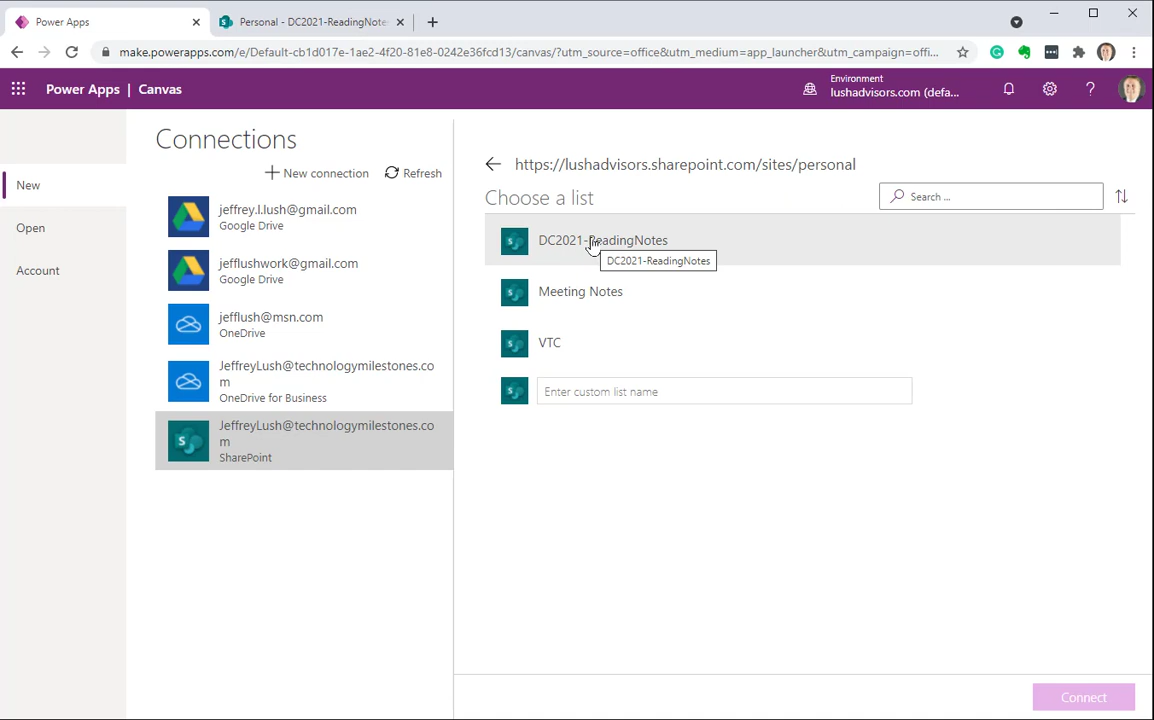 Power Apps
Personal - DC2021-ReadingNote
make.powerapps.com/e/Default-cb1d017e-1ae2-4f20-81e8-0242e36fcd13/canvas/?utm_source=office&utm_medium=app_launcher&utm_campaign=offi...
Power Apps | Canvas
Environment
lushadvisors.com (defa...
New
Open
Account
Connections
New connection
Refresh
jeffrey.l.lush@gmail.com
Google Drive
jefflushwork@gmail.com
Google Drive
jefflush@msn.com
OneDrive
JeffreyLush@technologymilestones.co
m
OneDrive for Business
JeffreyLush@technologymilestones.co
m
SharePoint
https://lushadvisors.sharepoint.com/sites/personal
Choose a list
Search ...
DC2021-ReadingNotes
DC2021-ReadingNotes
Meeting Notes
VTC
Enter custom list name
Connect